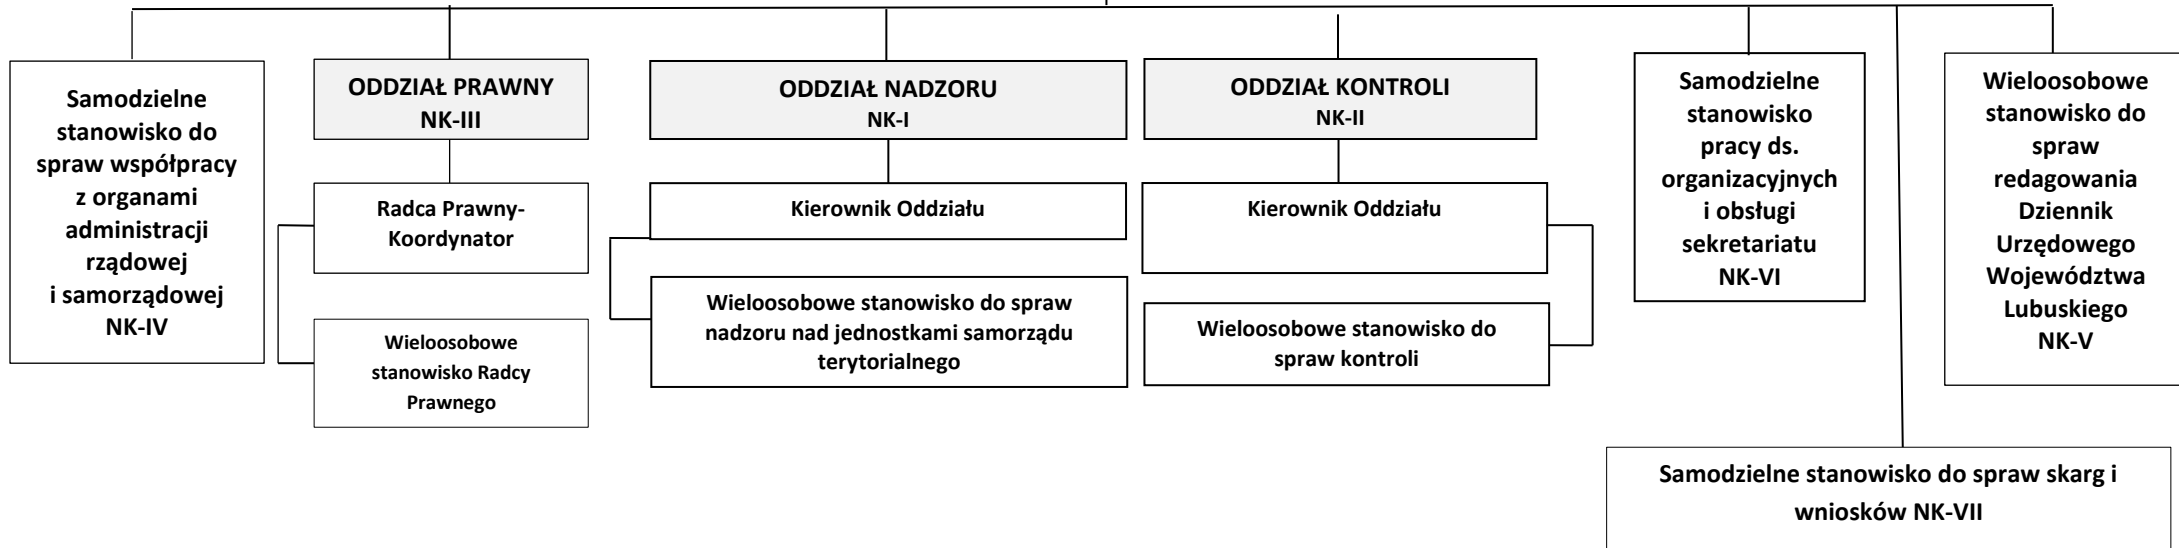 Samodzielne
stanowisko do
spraw współpracy
z organami
administracji
rządowej
i samorządowej
NK-IV
ODDZIAŁ PRAWNY
NK-III
Radca Prawny-
Koordynator
Wieloosobowe
stanowisko Radcy
Prawnego
ODDZIAŁ NADZORU
NK-I
Kierownik Oddziału
Wieloosobowe stanowisko do spraw
nadzoru nad jednostkami samorządu
terytorialnego
ODDZIAŁ KONTROLI
NK-II
Kierownik Oddziału
Wieloosobowe stanowisko do
spraw kontroli
Samodzielne
stanowisko
pracy ds.
organizacyjnych
i obsługi
sekretariatu
NK-VI
Wieloosobowe
stanowisko do
spraw
redagowania
Dziennik
Urzędowego
Województwa
Lubuskiego
NK-V
Samodzielne stanowisko do spraw skarg i
wniosków NK-VII